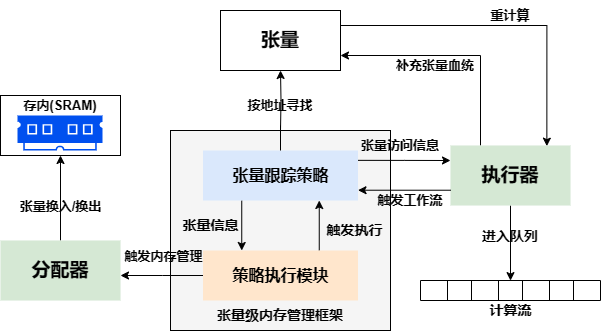 张量
重计算
补充张量血统
存内(SRAM)
按地址寻找
张量跟踪策略
张量访问信息
执行器
触发工作流
张量换入/换出
张量信息
触发执行
进入队列
分配器
触发内存管理
策略执行模块
张量级内存管理框架
计算流